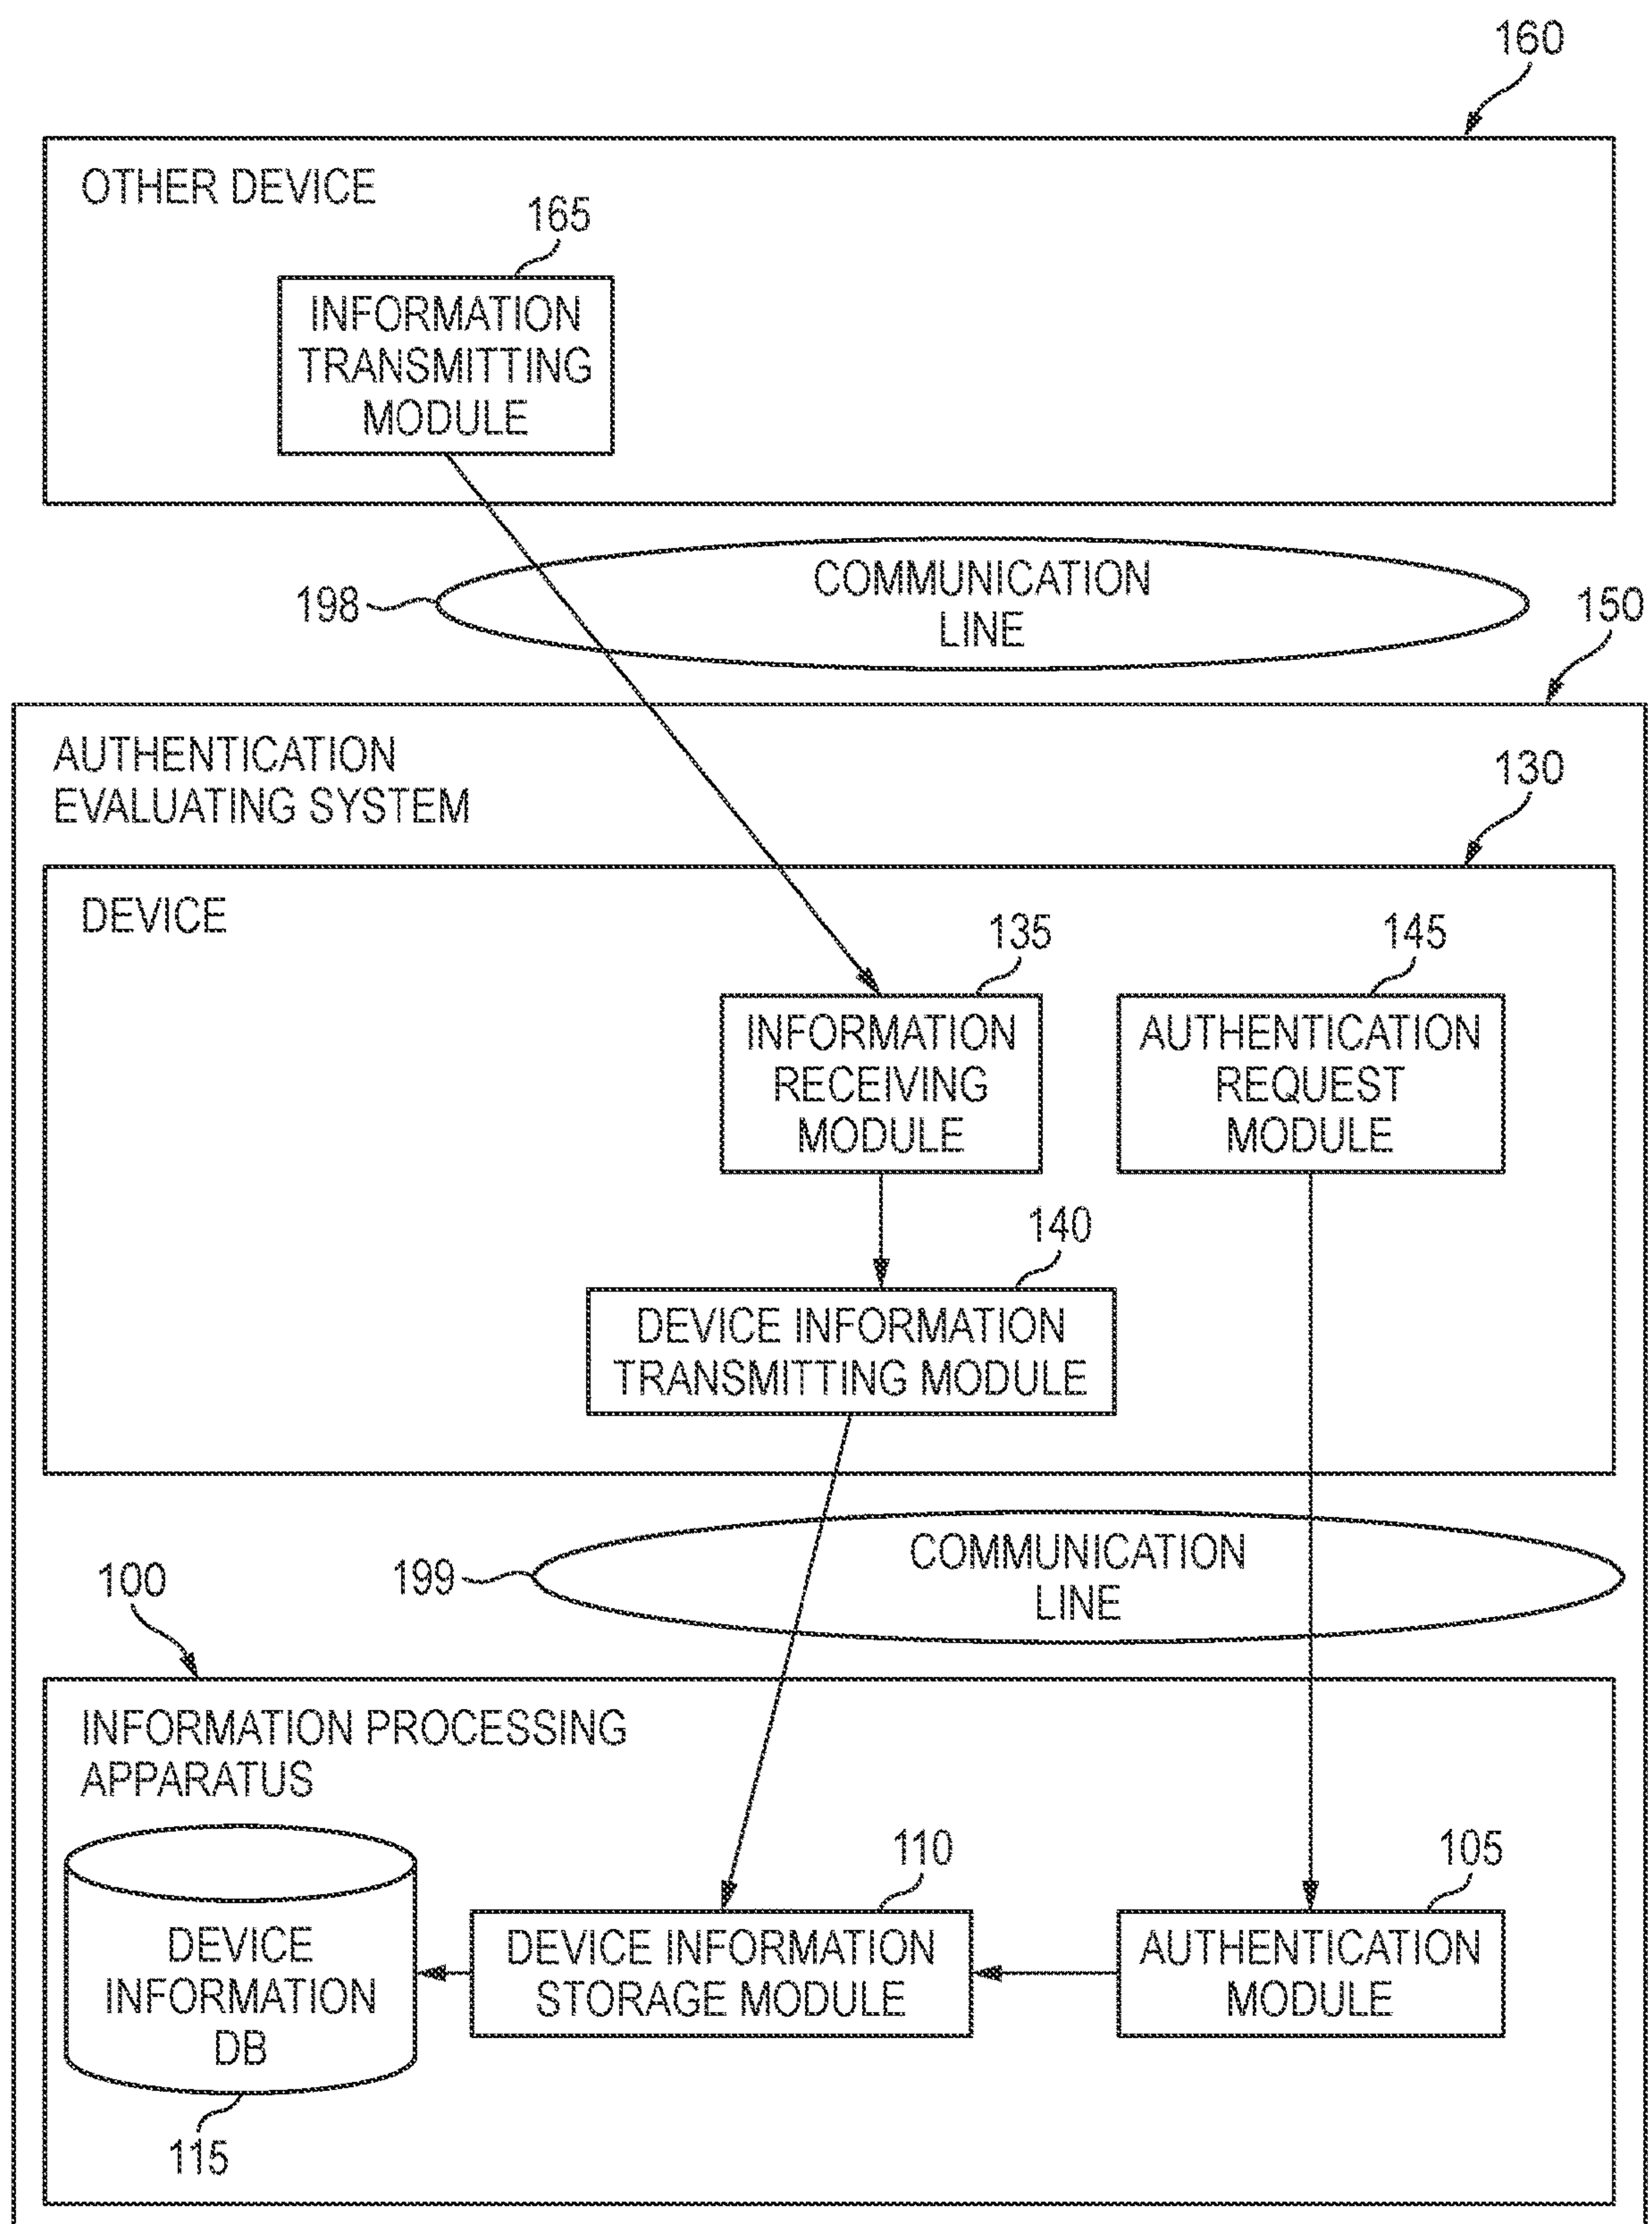 160
OTHER DEVICE
165
INFORMATION
TRANSMITTING
MODULE
COMMUNICATION
LINE
198
150
AUTHENTICATION
EVALUATING SYSTEM
130
DEVICE
135
145
INFORMATION
RECEIVING
MODULE
AUTHENTICATION
REQUEST
MODULE
140
DEVICE INFORMATION
TRANSMITTING MODULE
COMMUNICATION
LINE
199
100
INFORMATION PROCESSING
APPARATUS
110
105
DEVICE
INFORMATION
DB
DEVICE INFORMATION
STORAGE MODULE
AUTHENTICATION
MODULE
115